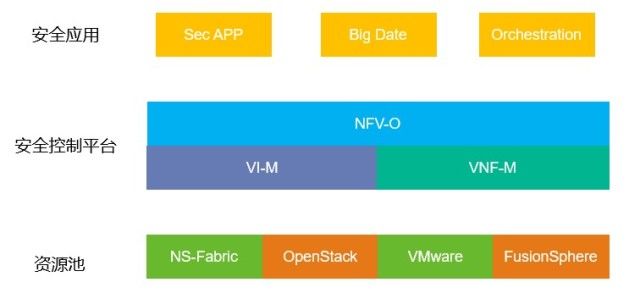 安全应用
Sec APP
Big Date
Orchestration
安全控制平台
NFV-O
VI-M
VNF-M
资源池
NS-Fabric
OpenStack
VMware
FusionSphere